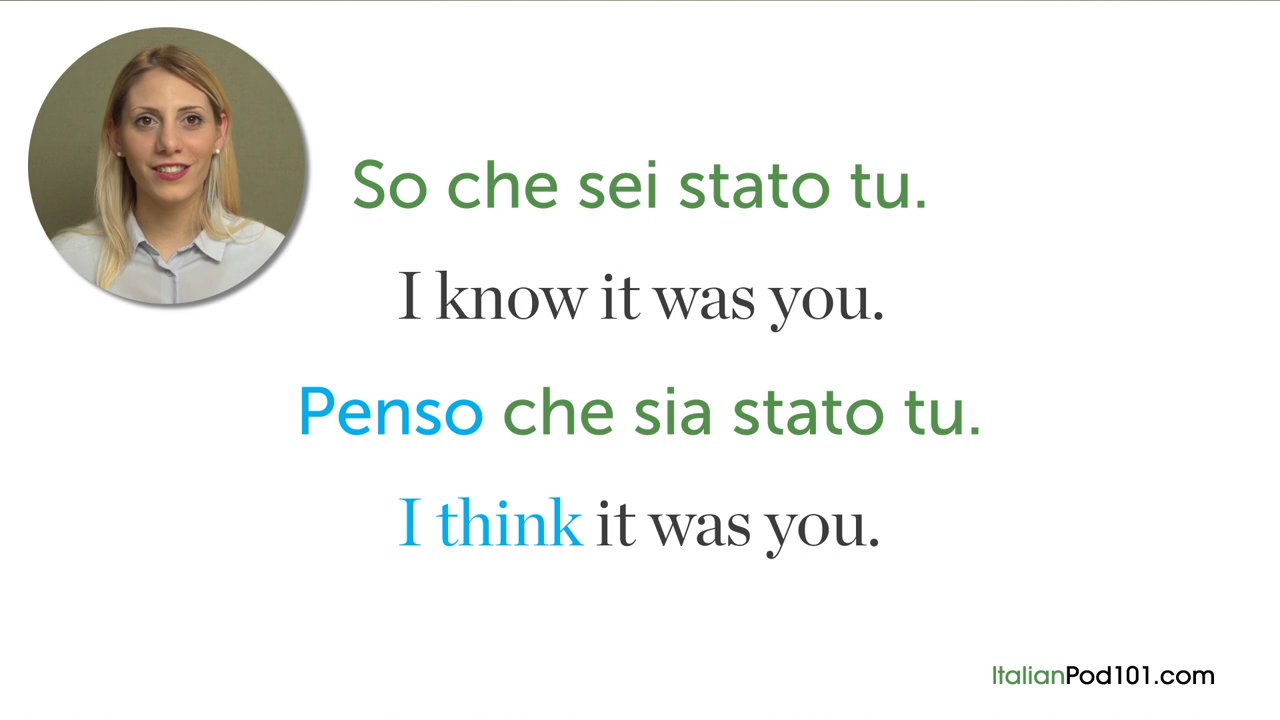 So che sei stato tu.
I know it was you.
Penso che sia stato tu.
I think it was you.
ItalianPod101.com